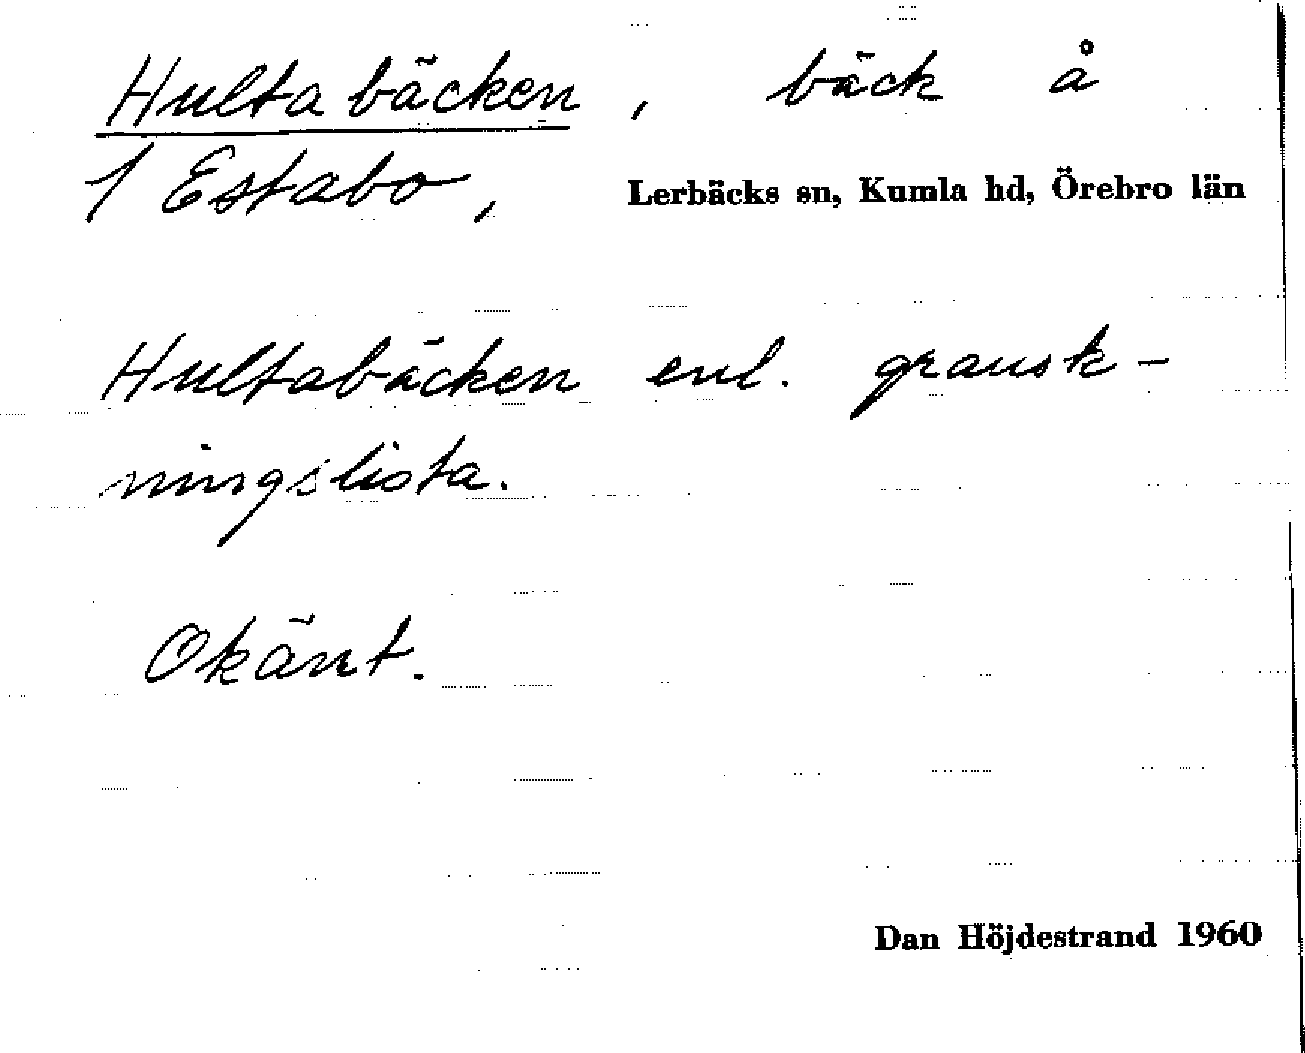 Hultabäcken, bäck å
1 Estabo, Lerbäcks sn, Kumla hd, Örebro län
Hultabäcken enl. gransk-
ningslista.
Okänt.
Dan Höjdestrand 1960